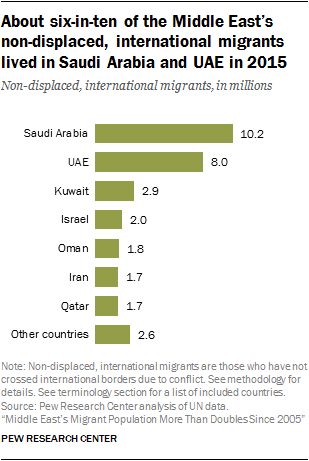 About six-in-ten of the Middle East's
non-displaced, international migrants
lived in Saudi Arabia and UAE in 2015
Non-displaced, international migrants, in millions
Saudi Arabia 10.2
UAE 8.0
Kuwait 2.9
Israel 2.0
Oman 1.8
Iran 1.7
Qatar 1.7
Other countries 2.6
Note: Non-displaced, international migrants are those who have not
crossed international borders due to conflict. See methodology for
details. See terminology section for a list of included countries.
Source: Pew Research Center analysis of UN data.
"Middle East's Migrant Population More Than Doubles Since 2005"
PEW RESEARCH CENTER